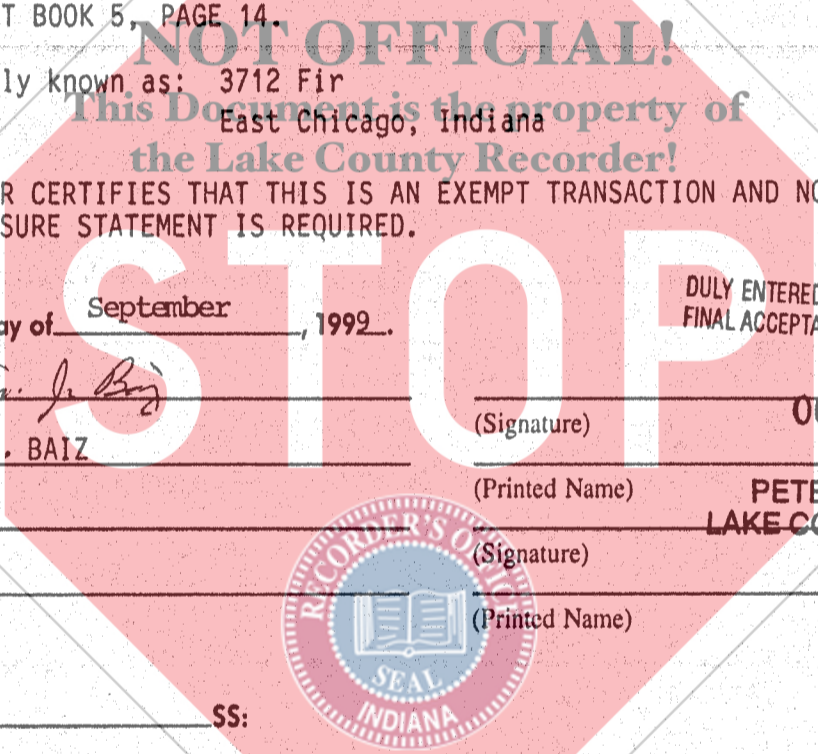 T BOOK 5, PAGE 14.
NOT OFFICIAL!
ly known as: 3712 Fir
This Document is the property of
East Chicago, Indiana
the Lake County Recorder!
R CERTIFIES THAT THIS IS AN EXEMPT TRANSACTION AND NO
SURE STATEMENT IS REQUIRED.
STOP
DULY ENTERED
FINAL ACCEPTA
ay of September, 1999.
(Signature)
. BAIZ
(Printed Name)
PETE
LAKE CO
(Signature)
(Printed Name)
RECORDER'S OFFICE
SEAL
INDIANA
SS: